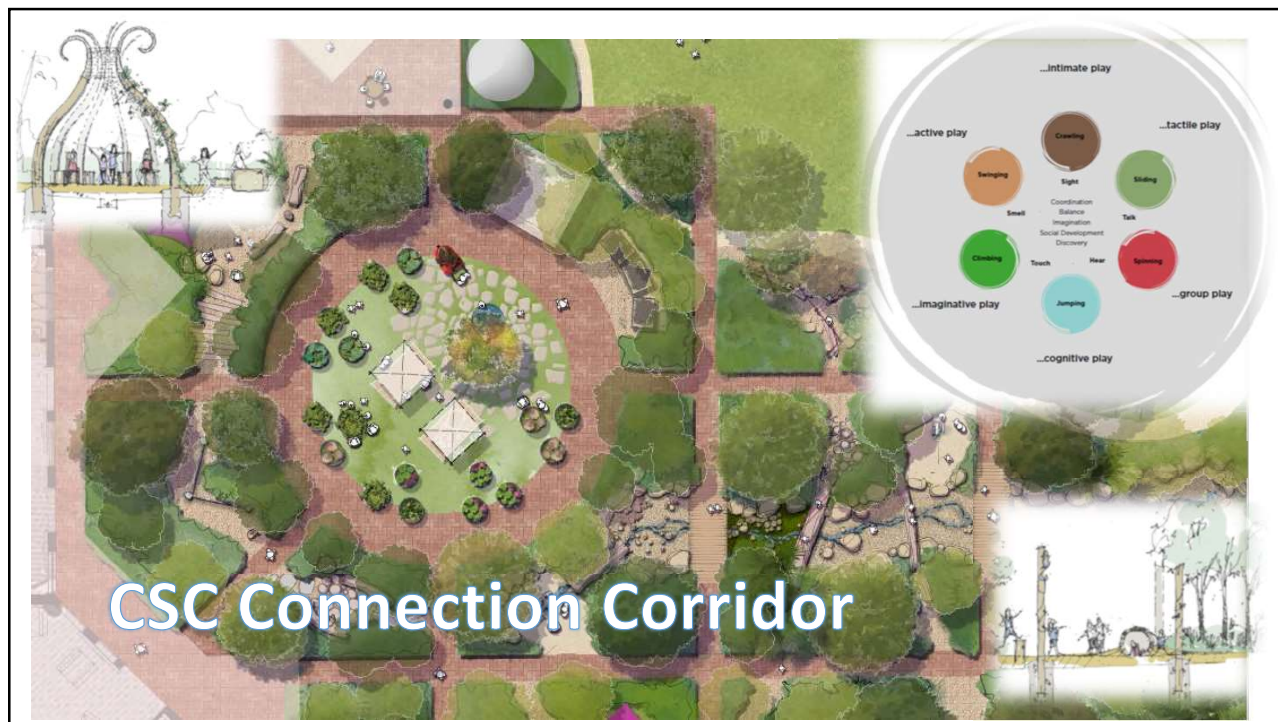 ...intimate play
...active play
...tactile play
Crawling
Swinging
Sliding
Sight
Smell
Talk
Coordination
Balance
Imagination
Social Development
Discovery
Climbing
Touch
Hear
Spinning
Jumping
...imaginative play
...group play
...cognitive play
CSC Connection Corridor